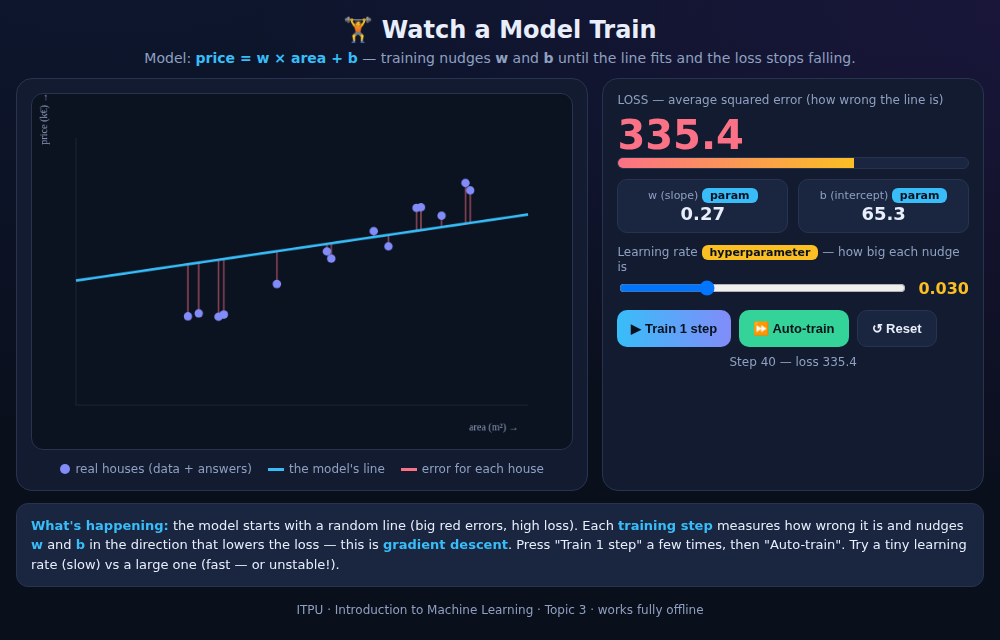 🏋️ Watch a Model Train
Model: price = w × area + b — training nudges w and b until the line fits and the loss stops falling.
price (k€) →
area (m²) →
real houses (data + answers) the model's line error for each house
LOSS — average squared error (how wrong the line is)
335.4
w (slope) param
0.27
b (intercept) param
65.3
Learning rate hyperparameter — how big each nudge
is
0.030
▶ Train 1 step ⏩ Auto-train ↺ Reset
Step 40 — loss 335.4
What's happening: the model starts with a random line (big red errors, high loss). Each training step measures how wrong it is and nudges
w and b in the direction that lowers the loss — this is gradient descent. Press "Train 1 step" a few times, then "Auto-train". Try a tiny learning
rate (slow) vs a large one (fast — or unstable!).
ITPU · Introduction to Machine Learning · Topic 3 · works fully offline